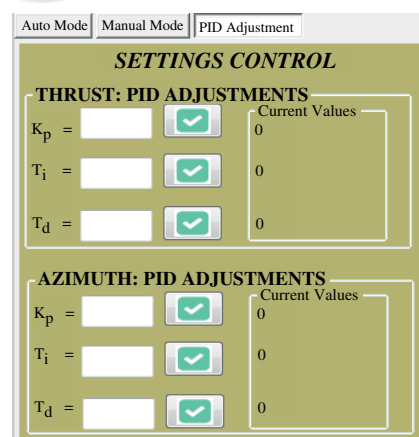 Auto Mode Manual Mode PID Adjustment
SETTINGS CONTROL
THRUST: PID ADJUSTMENTS
Current Values
Kp = 0
Ti = 0
Td = 0
AZIMUTH: PID ADJUSTMENTS
Current Values
Kp = 0
Ti = 0
Td = 0